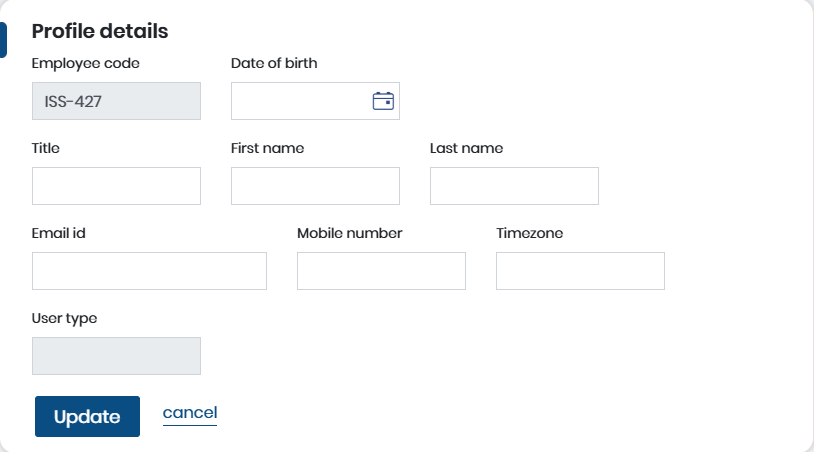 Profile details
Employee code Date of birth
ISS-427
Title First name Last name
Email id Mobile number Timezone
User type
Update cancel